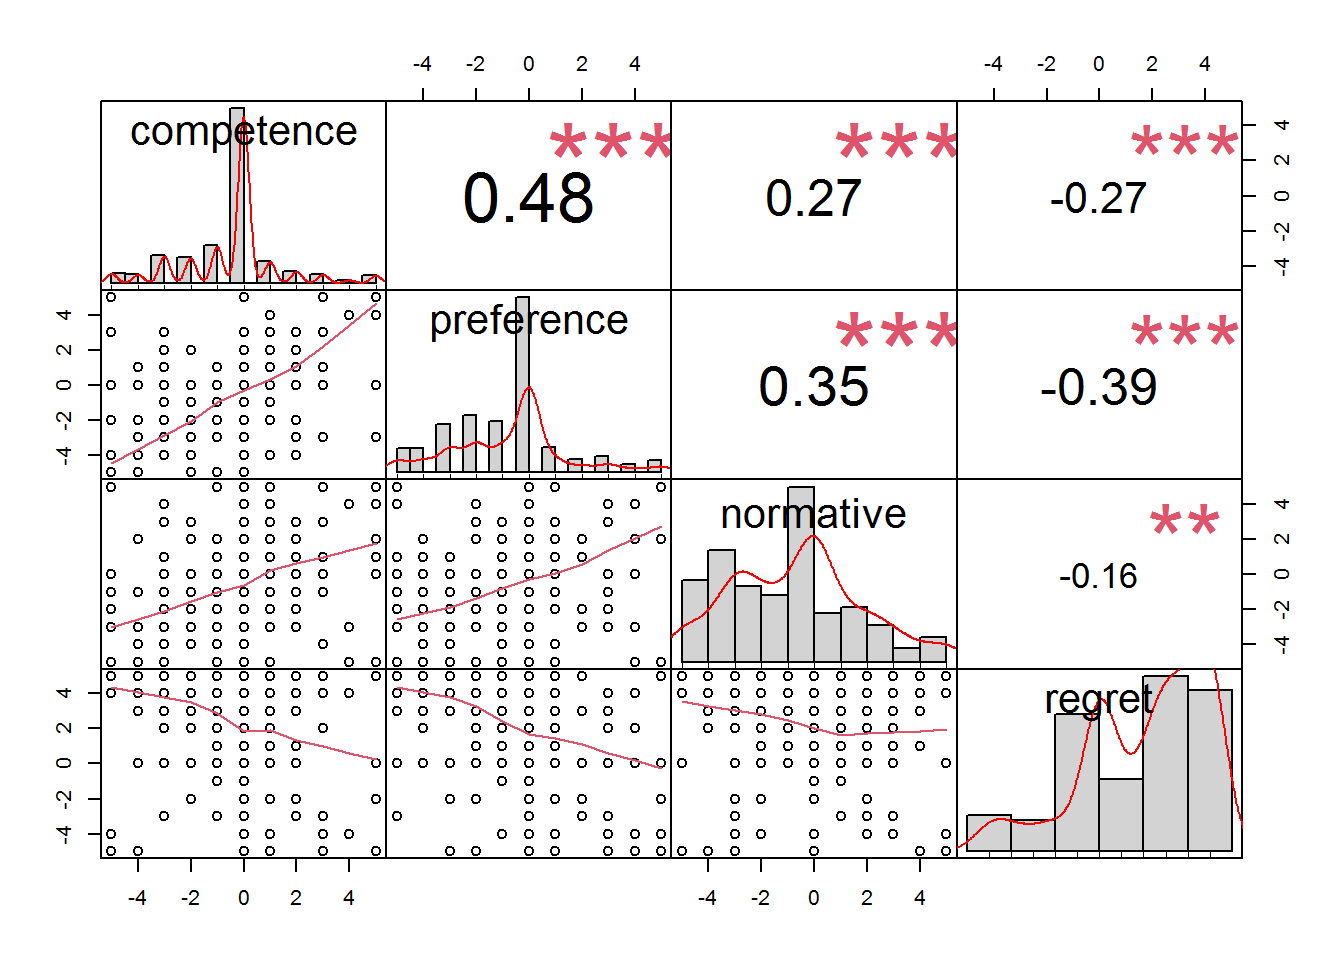 -4 -2 0 2 4 -4 -2 0 2 4
competence *** 0.48 *** 0.27 *** -0.27 -4 -2 0 2 4
-4 -2 0 2 4 preference *** 0.35 *** -0.39
normative ** -0.16 -4 -2 0 2 4
-4 -2 0 2 4 regret
-4 -2 0 2 4 -4 -2 0 2 4